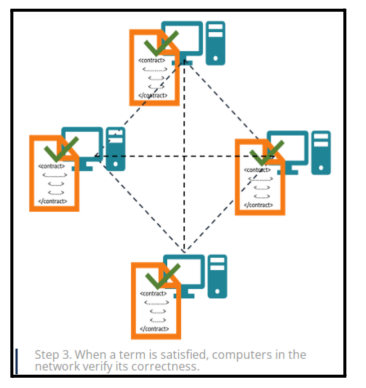 <contract>
<......>
<....>
<...>
</contract>
<contract>
<......>
<....>
<...>
</contract>
<contract>
<......>
<....>
<...>
</contract>
<contract>
<......>
<....>
<...>
</contract>
Step 3. When a term is satisfied, computers in the
network verify its correctness.